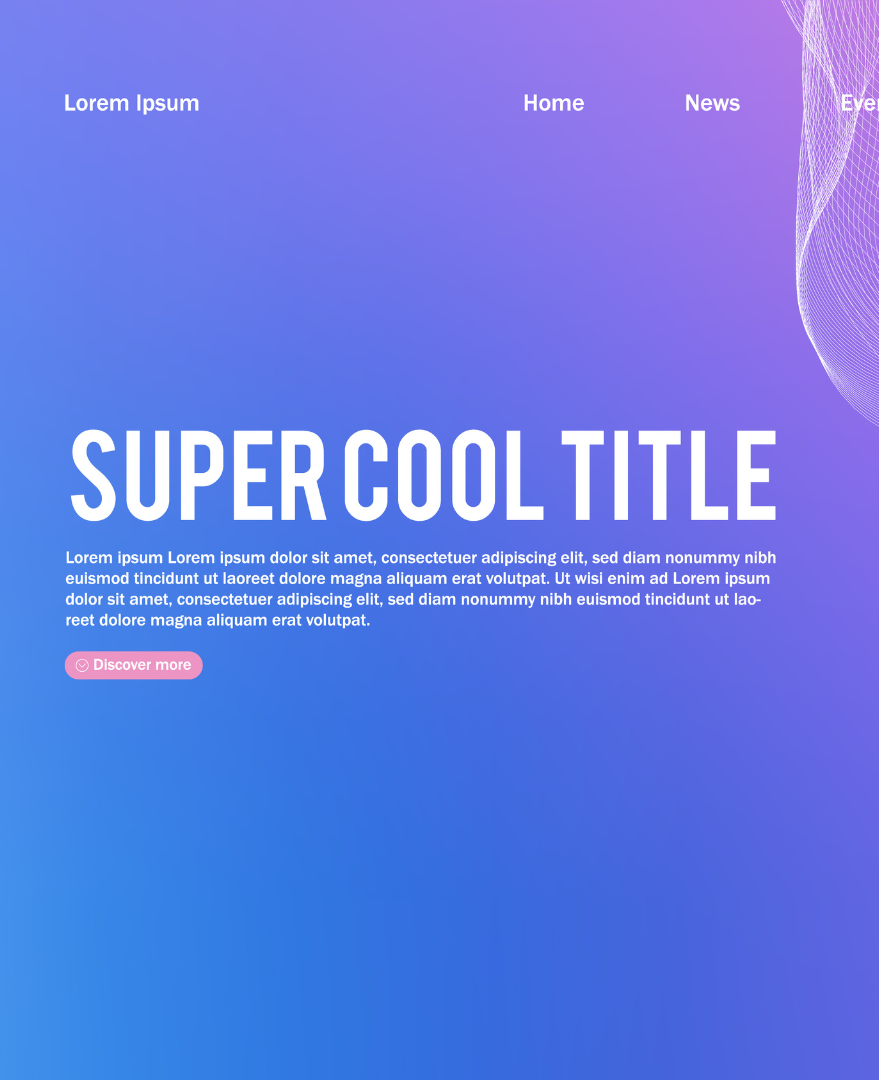 Lorem Ipsum Home News Eve
SUPER COOL TITLE
Lorem ipsum Lorem ipsum dolor sit amet, consectetuer adipiscing elit, sed diam nonummy nibh
euismod tincidunt ut laoreet dolore magna aliquam erat volutpat. Ut wisi enim ad Lorem ipsum
dolor sit amet, consectetuer adipiscing elit, sed diam nonummy nibh euismod tincidunt ut lao-
reet dolore magna aliquam erat volutpat.
Discover more